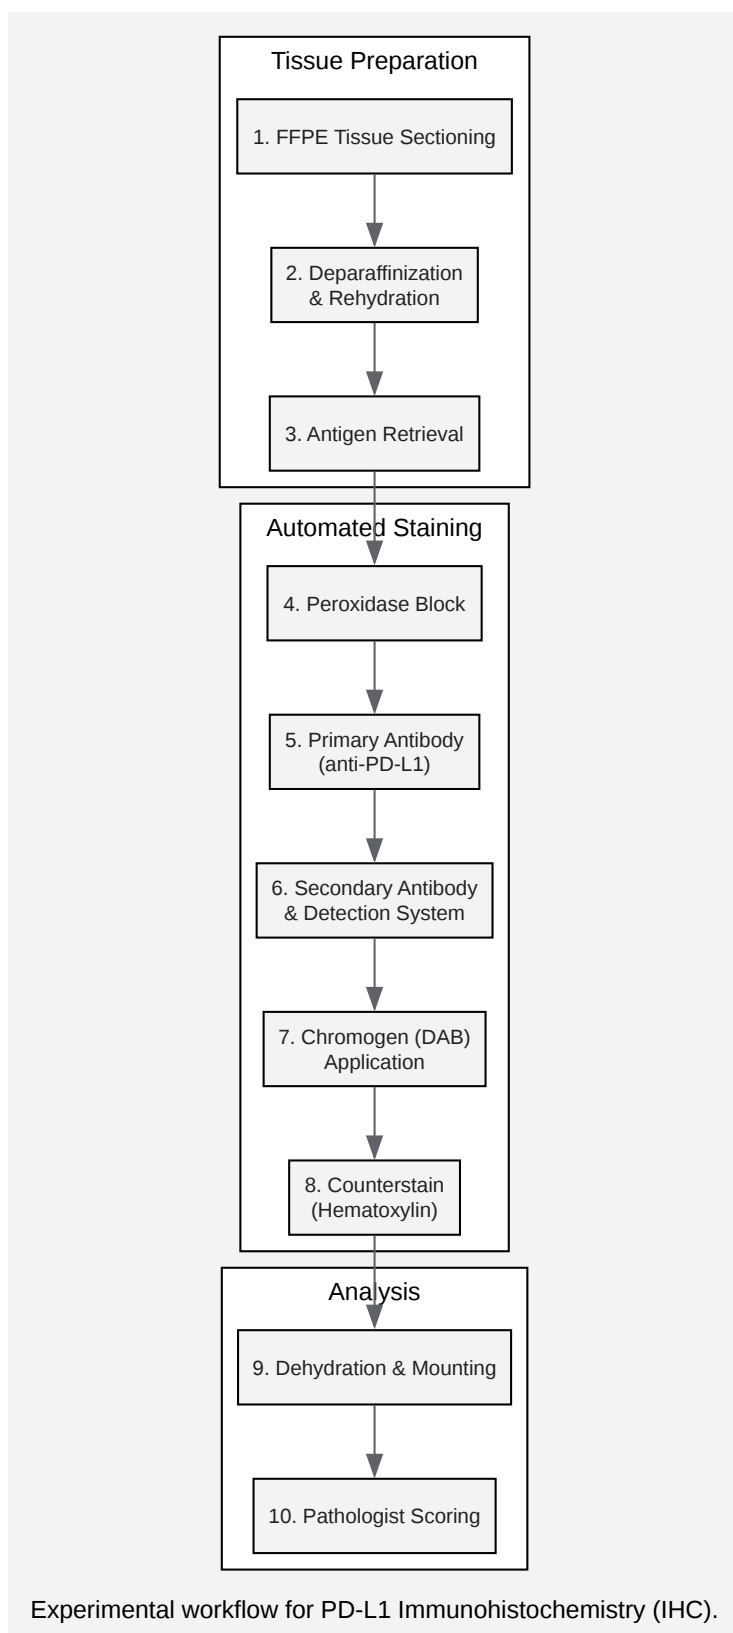 Tissue Preparation
1. FFPE Tissue Sectioning
2. Deparaffinization
& Rehydration
3. Antigen Retrieval
Automated Staining
4. Peroxidase Block
5. Primary Antibody
(anti-PD-L1)
6. Secondary Antibody
& Detection System
7. Chromogen (DAB)
Application
8. Counterstain
(Hematoxylin)
Analysis
9. Dehydration & Mounting
10. Pathologist Scoring
Experimental workflow for PD-L1 Immunohistochemistry (IHC).